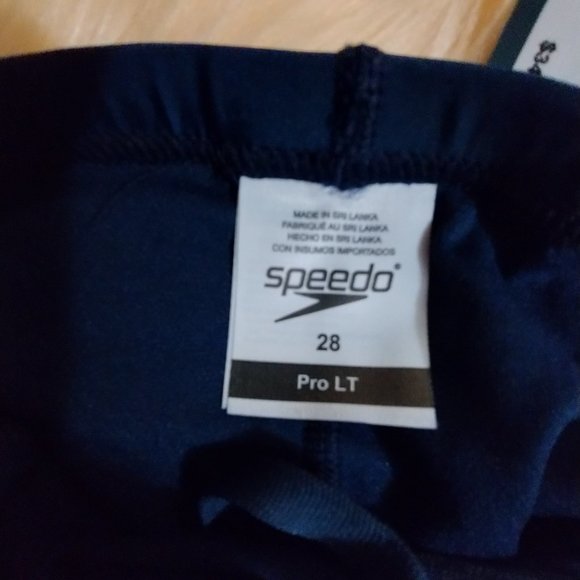 MADE IN SRI LANKA
FABRIQUÉ AU SRI LANKA
HECHO EN SRI LANKA
CON INSUMOS IMPORTADOS
speedo®
28
Pro LT
$34